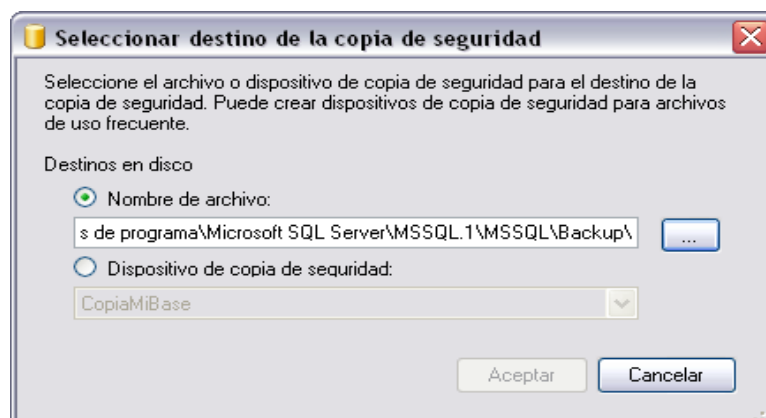 Seleccionar destino de la copia de seguridad
Seleccione el archivo o dispositivo de copia de seguridad para el destino de la
copia de seguridad. Puede crear dispositivos de copia de seguridad para archivos
de uso frecuente.
Destinos en disco
Nombre de archivo:
s de programa\Microsoft SQL Server\MSSQL.1\MSSQL\Backup\
...
Dispositivo de copia de seguridad:
CopiaMiBase
Aceptar Cancelar